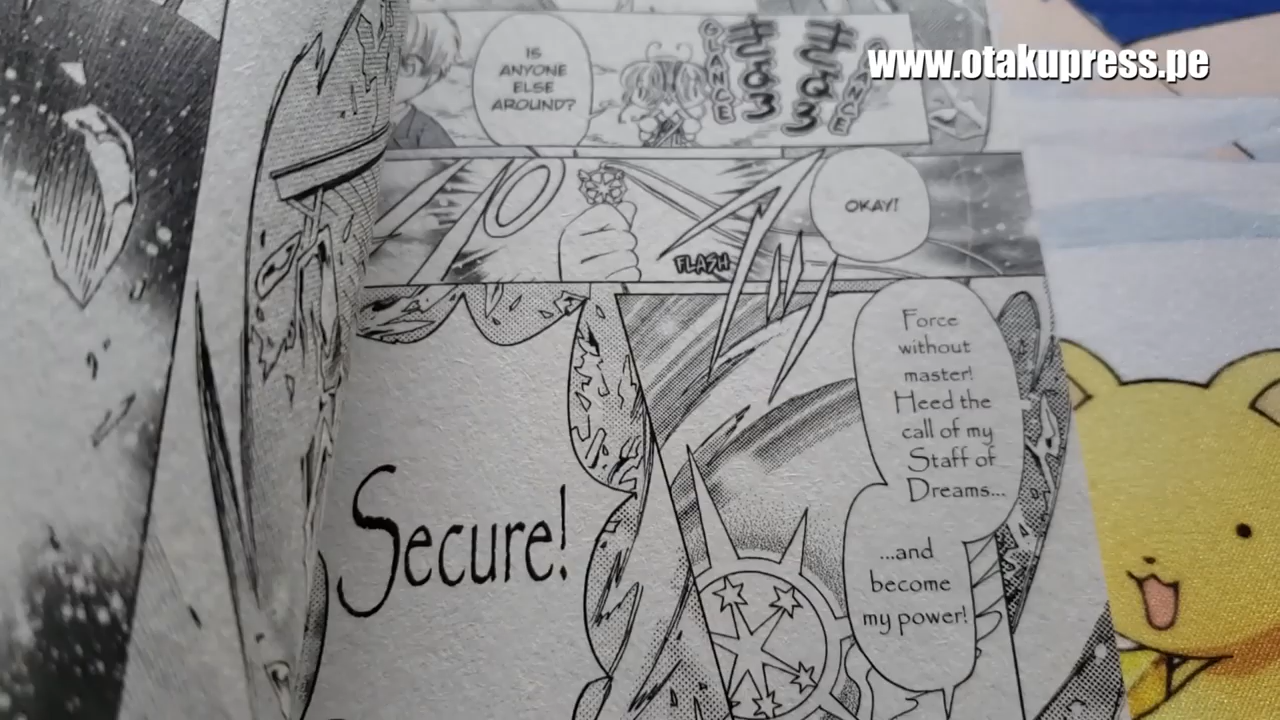 www.otakupress.pe
IS
ANYONE
ELSE
AROUND?
きょろ
GLANCE
きょろ
GLANCE
OKAY!
FLASH
Force
without
master!
Heed the
call of my
Staff of
Dreams...
...and
become
my power!
Secure!